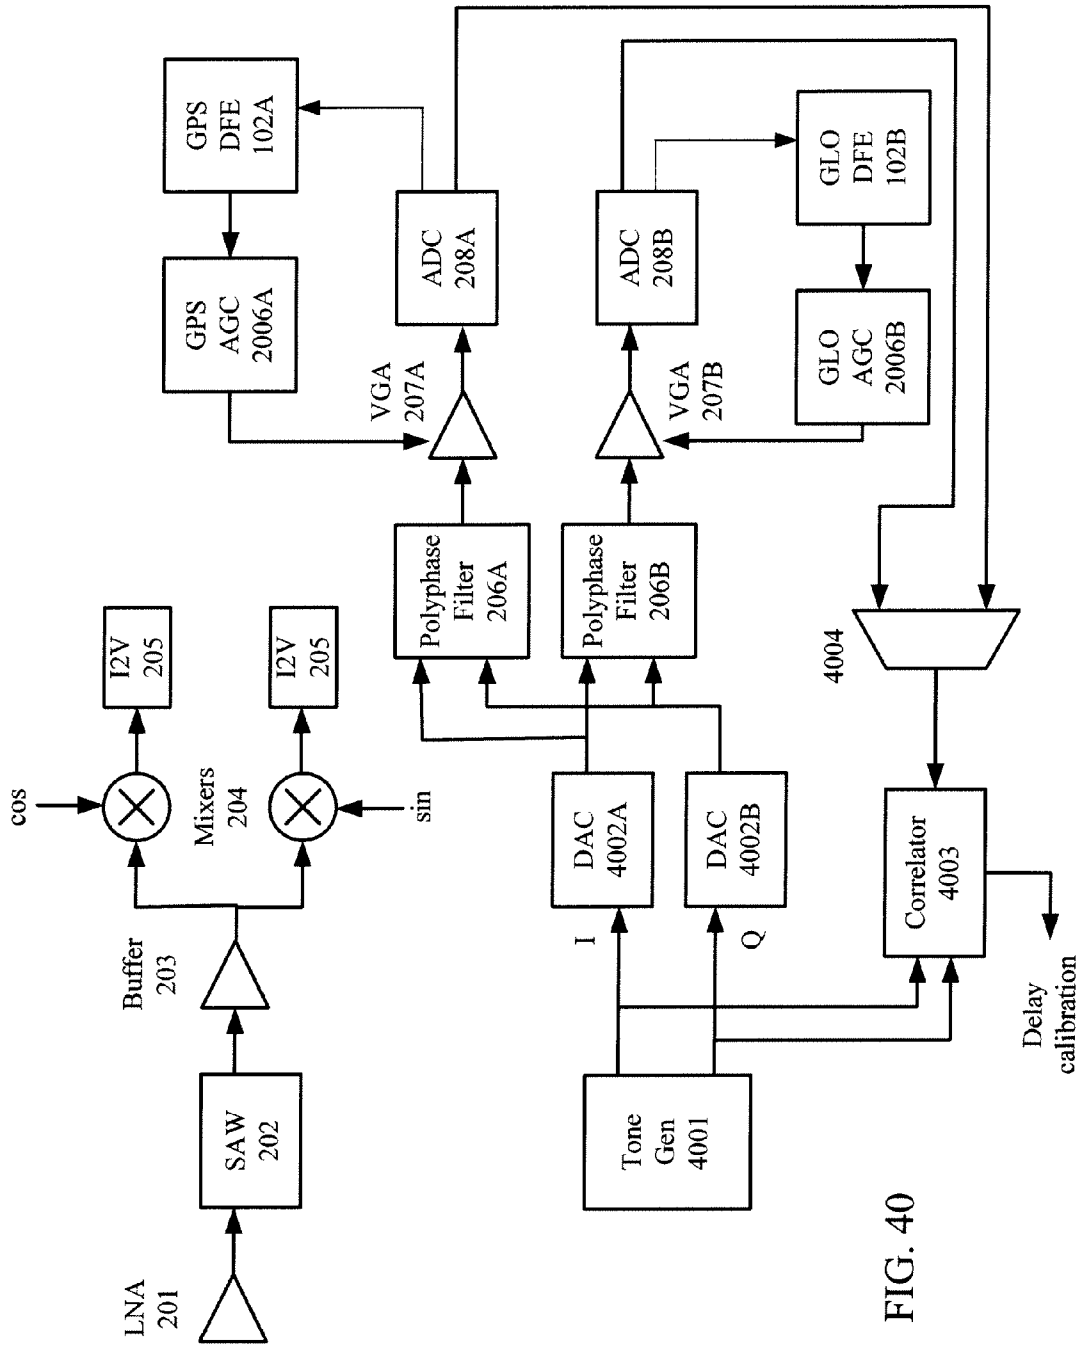 LNA
201
SAW
202
Buffer
203
cos
Mixers
204
sin
I2V
205
I2V
205
Tone
Gen
4001
I
Q
DAC
4002A
DAC
4002B
Polyphase
Filter
206A
Polyphase
Filter
206B
VGA
207A
VGA
207B
ADC
208A
ADC
208B
GPS
DFE
102A
GPS
AGC
2006A
GLO
DFE
102B
GLO
AGC
2006B
4004
Correlator
4003
Delay
calibration
FIG. 40